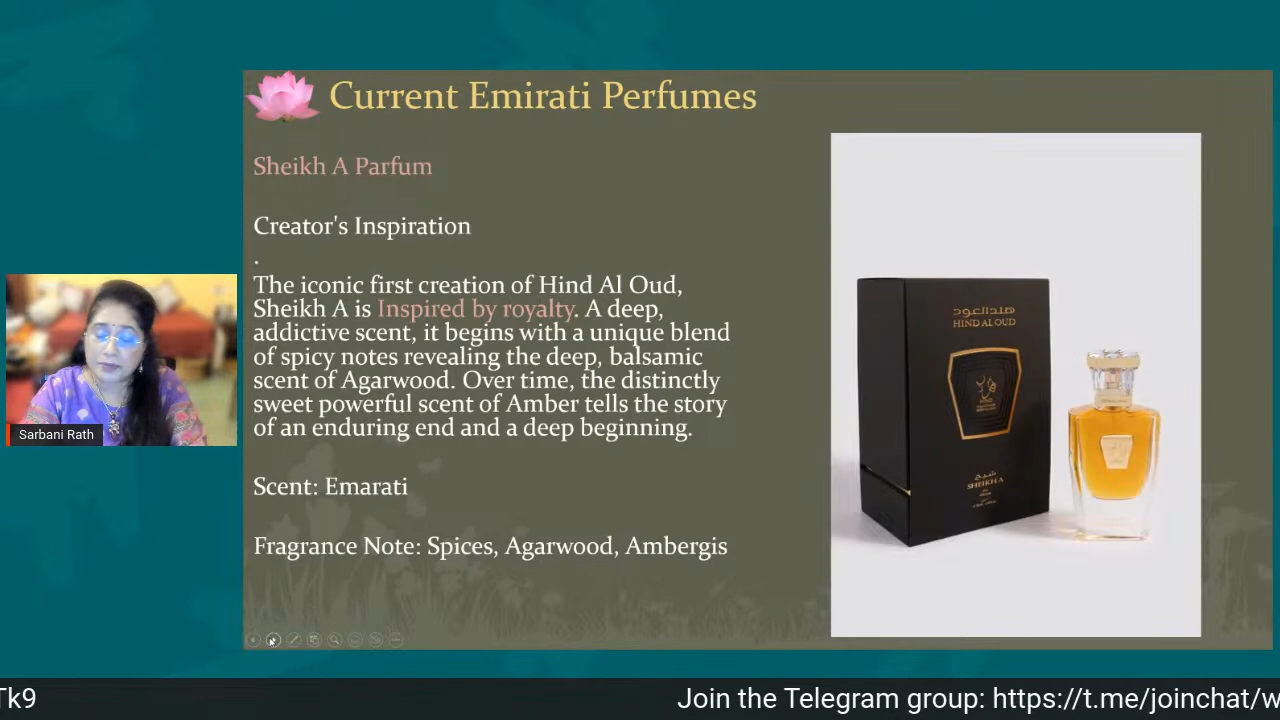 Current Emirati Perfumes
Sheikh A Parfum
Creator's Inspiration
.
The iconic first creation of Hind Al Oud,
Sheikh A is Inspired by royalty. A deep,
addictive scent, it begins with a unique blend
of spicy notes revealing the deep, balsamic
scent of Agarwood. Over time, the distinctly
sweet powerful scent of Amber tells the story
of an enduring end and a deep beginning.
Scent: Emarati
Fragrance Note: Spices, Agarwood, Ambergis
هند العود
HIND AL OUD
SHEIKH A
Sarbani Rath
Tk9
Join the Telegram group: https://t.me/joinchat/w